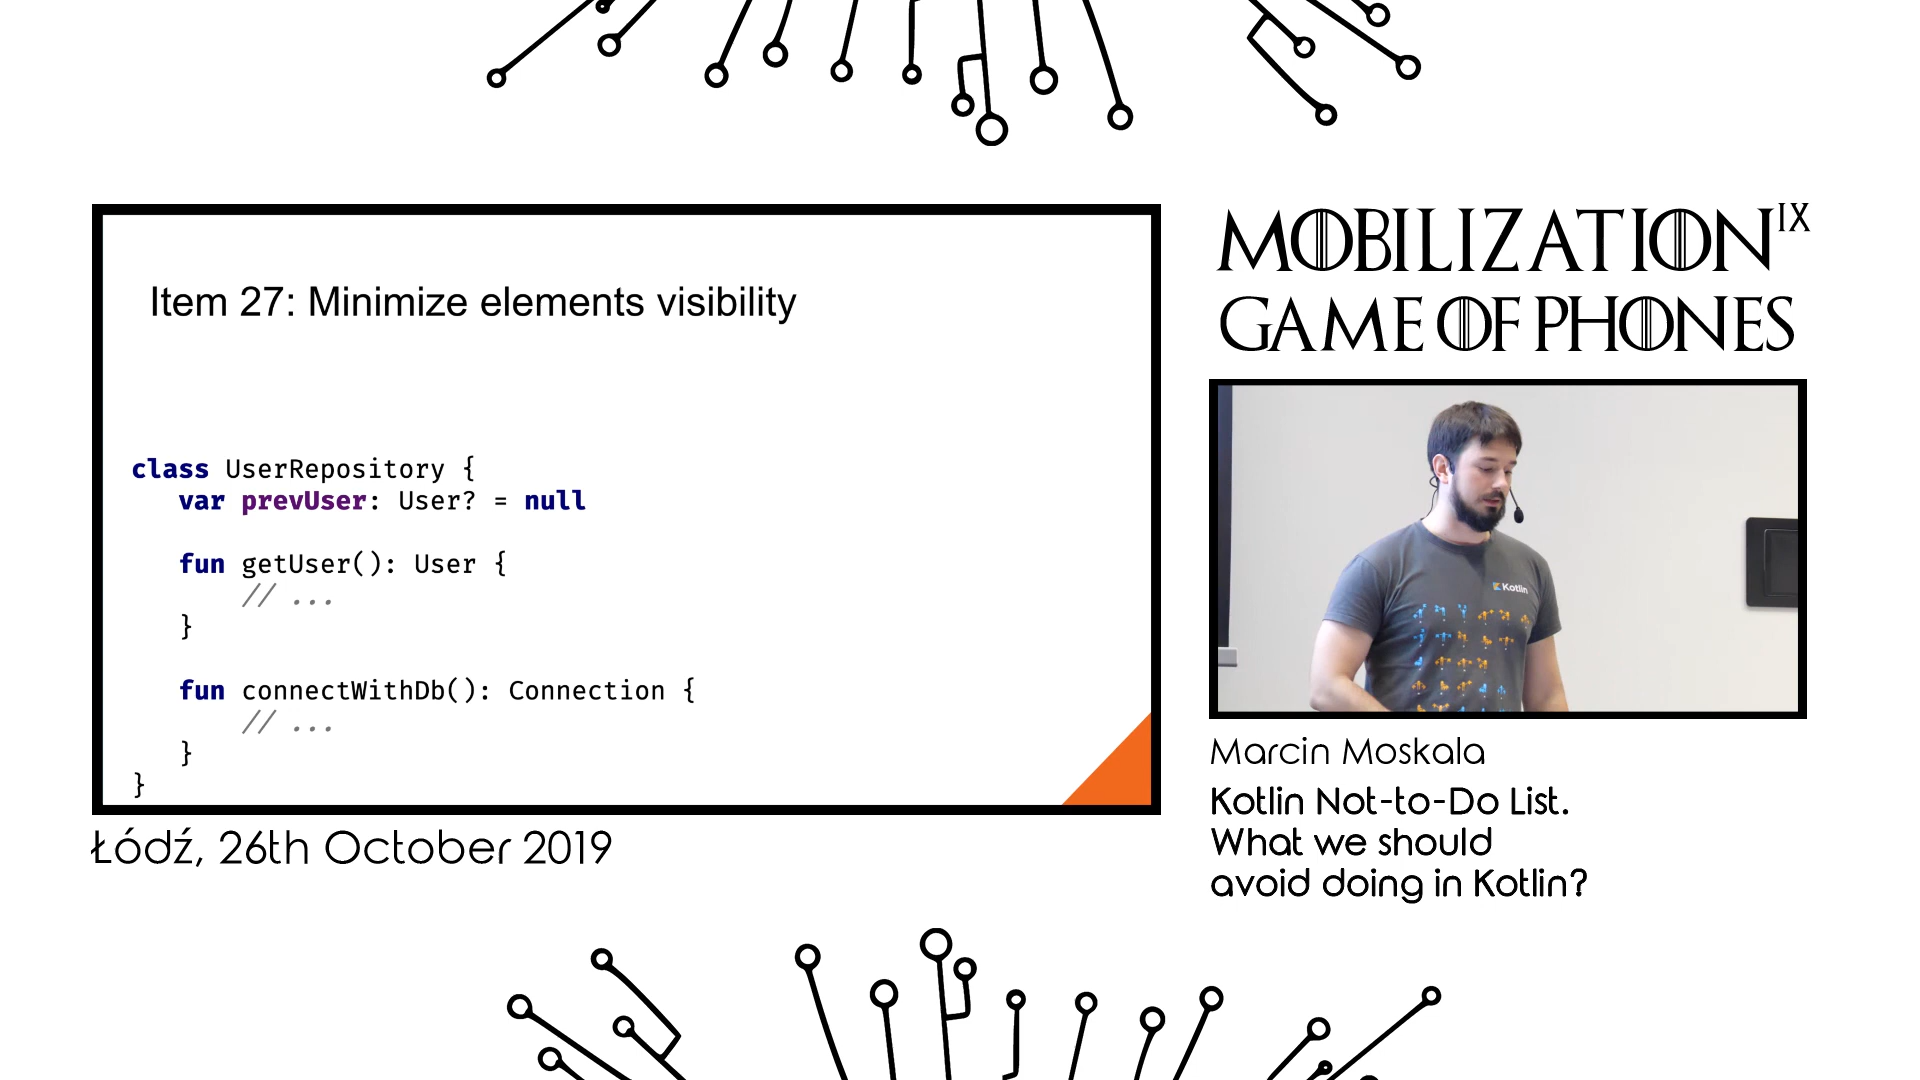 MOBILIZATION IX
GAME OF PHONES
Item 27: Minimize elements visibility
class UserRepository {
var prevUser: User? = null
fun getUser(): User {
// ...
}
fun connectWithDb(): Connection {
// ...
}
}
Kotlin
Marcin Moskala
Kotlin Not-to-Do List.
What we should
avoid doing in Kotlin?
Łódź, 26th October 2019